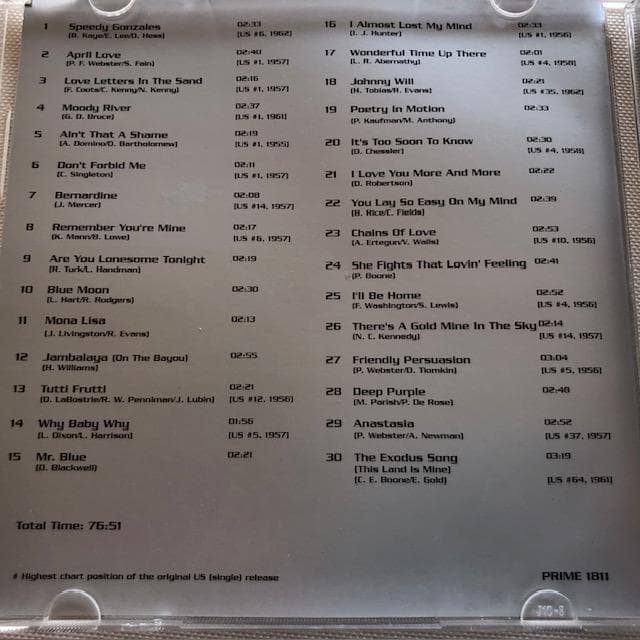 1 Speedy Gonzales 02:33
(B. Kaye/E. Lee/D. Hess) [US #6, 1962]
2 April Love 02:40
(P. F. Webster/S. Fain) [US #1, 1957]
3 Love Letters In The Sand 02:16
(F. Coots/C. Kenny/N. Kenny) [US #1, 1957]
4 Moody River 02:37
(G. D. Bruce) [US #1, 1961]
5 Ain't That A Shame 02:19
(A. Domino/D. Bartholomew) [US #1, 1955]
6 Don't Forbid Me 02:11
(C. Singleton) [US #1, 1957]
7 Bernardine 02:08
(J. Mercer) [US #14, 1957]
8 Remember You're Mine 02:17
(K. Mann/B. Lowe) [US #6, 1957]
9 Are You Lonesome Tonight 02:19
(R. Turk/L. Handman)
10 Blue Moon 02:30
(L. Hart/R. Rodgers)
11 Mona Lisa 02:13
(J. Livingston/R. Evans)
12 Jambalaya (On The Bayou) 02:55
(H. Williams)
13 Tutti Frutti 02:21
(D. LaBostrie/R. W. Penniman/J. Lubin) [US #12, 1956]
14 Why Baby Why 01:56
(L. Dixon/L. Harrison) [US #5, 1957]
15 Mr. Blue 02:21
(D. Blackwell)
16 I Almost Lost My Mind 02:33
(I. J. Hunter) [US #1, 1956]
17 Wonderful Time Up There 02:01
(L. R. Abernathy) [US #4, 1958]
18 Johnny Will 02:21
(H. Tobias/R. Evans) [US #35, 1962]
19 Poetry In Motion 02:33
(P. Kaufman/M. Anthony)
20 It's Too Soon To Know 02:30
(D. Chessler) [US #4, 1958]
21 I Love You More And More 02:22
(D. Robertson)
22 You Lay So Easy On My Mind 02:39
(B. Rice/C. Fields)
23 Chains Of Love 02:53
(A. Ertegun/V. Walls) [US #10, 1956]
24 She Fights That Lovin' Feeling 02:41
(P. Boone)
25 I'll Be Home 02:52
(F. Washington/S. Lewis) [US #4, 1956]
26 There's A Gold Mine In The Sky 02:14
(N. C. Kennedy) [US #14, 1957]
27 Friendly Persuasion 03:04
(P. Webster/D. Tiomkin) [US #5, 1956]
28 Deep Purple 02:48
(M. Parish/P. De Rose)
29 Anastasia 02:52
(P. Webster/A. Newman) [US #37, 1957]
30 The Exodus Song 03:19
(This Land Is Mine)
(C. E. Boone/E. Gold) [US #64, 1961]
Total Time: 76:51
# Highest chart position of the original US (single) release
PRIME 1811